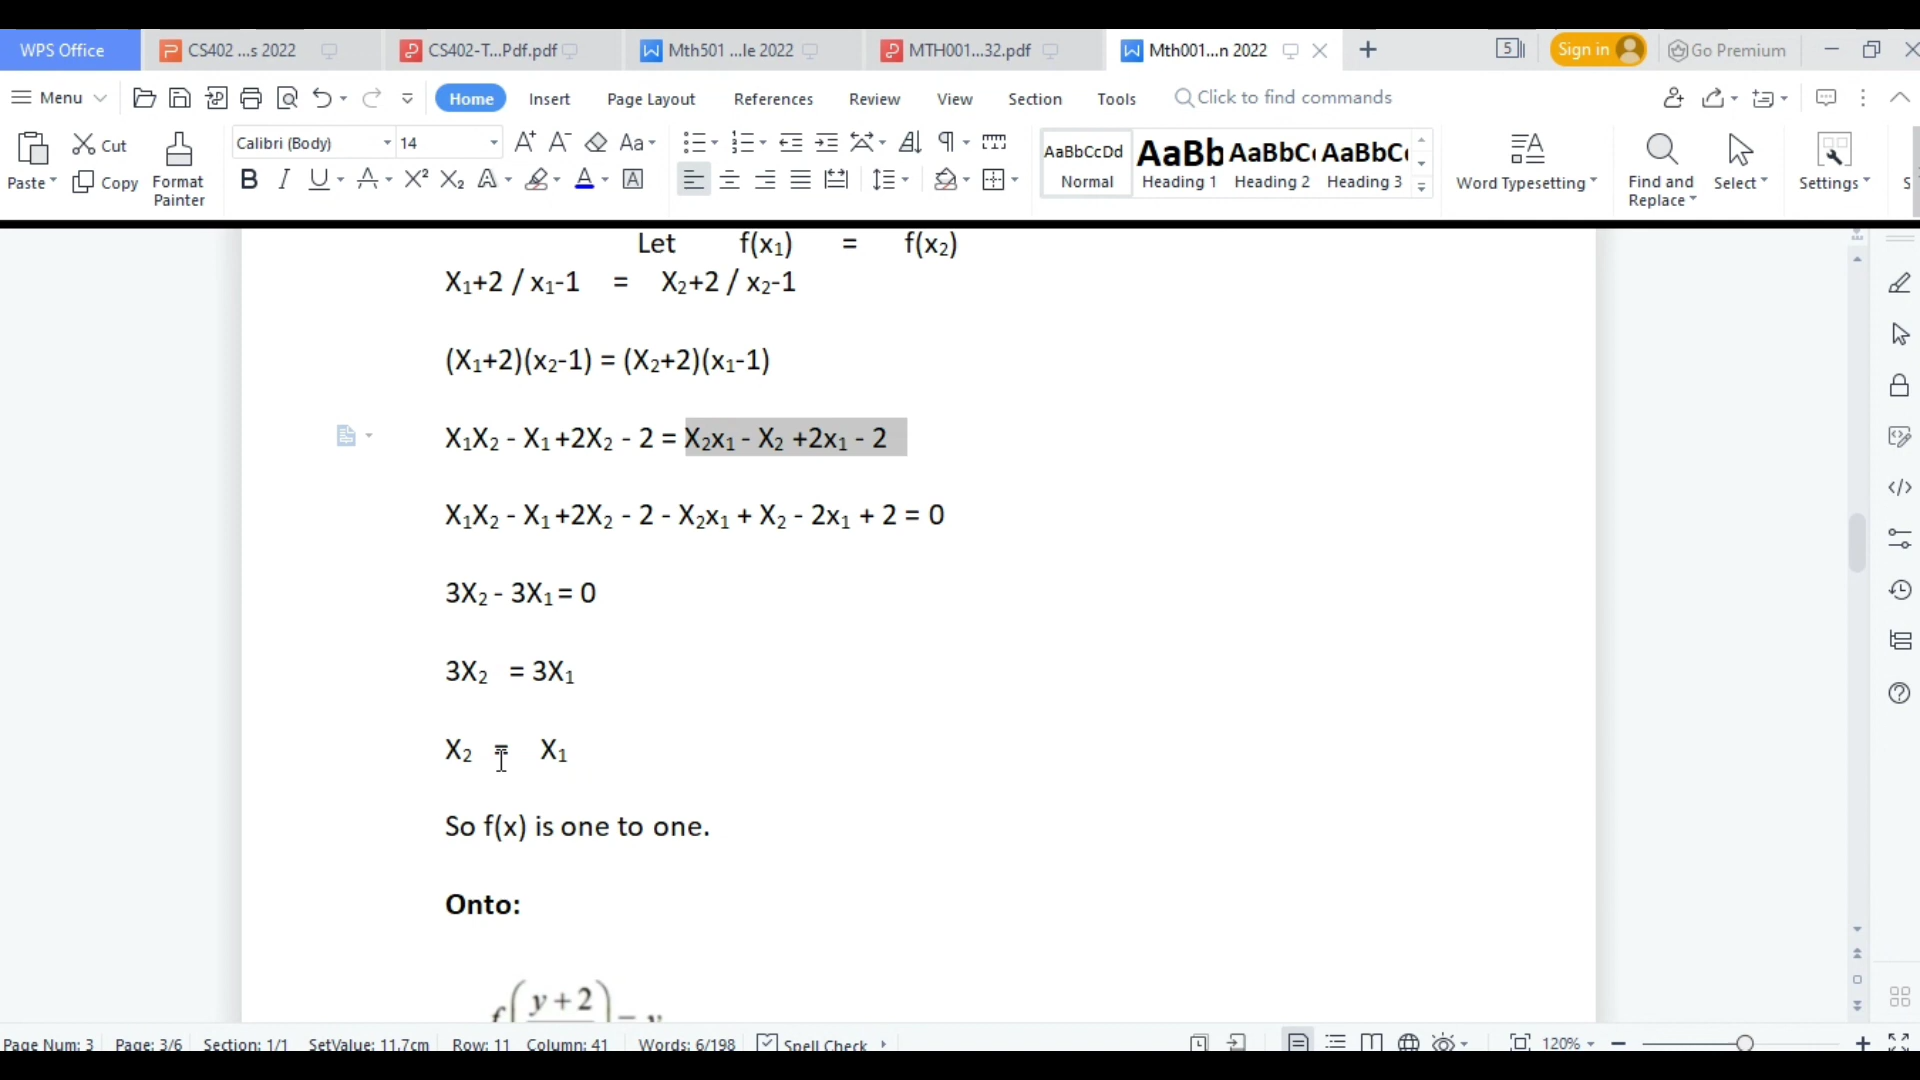 WPS Office CS402 ...s 2022 CS402-T...Pdf.pdf Mth501 ...le 2022 MTH001...32.pdf Mth001...n 2022 5 Sign in Go Premium
Menu Home Insert Page Layout References Review View Section Tools Click to find commands
Paste Cut Copy Format Painter Calibri (Body) 14 AaBbCcDd Normal AaBb Heading 1 AaBbC Heading 2 AaBbC Heading 3 Word Typesetting Find and Replace Select Settings
Let f(x₁) = f(x₂)
X₁+2 / x₁-1 = X₂+2 / x₂-1
(X₁+2)(x₂-1) = (X₂+2)(x₁-1)
X₁X₂ - X₁ +2X₂ - 2 = X₂x₁ - X₂ +2x₁ - 2
X₁X₂ - X₁ +2X₂ - 2 - X₂x₁ + X₂ - 2x₁ + 2 = 0
3X₂ - 3X₁ = 0
3X₂ = 3X₁
X₂ = X₁
So f(x) is one to one.
Onto:
f(y + 2
Page Num: 3 Page: 3/6 Section: 1/1 SetValue: 11.7cm Row: 11 Column: 41 Words: 6/198 Spell Check 120%